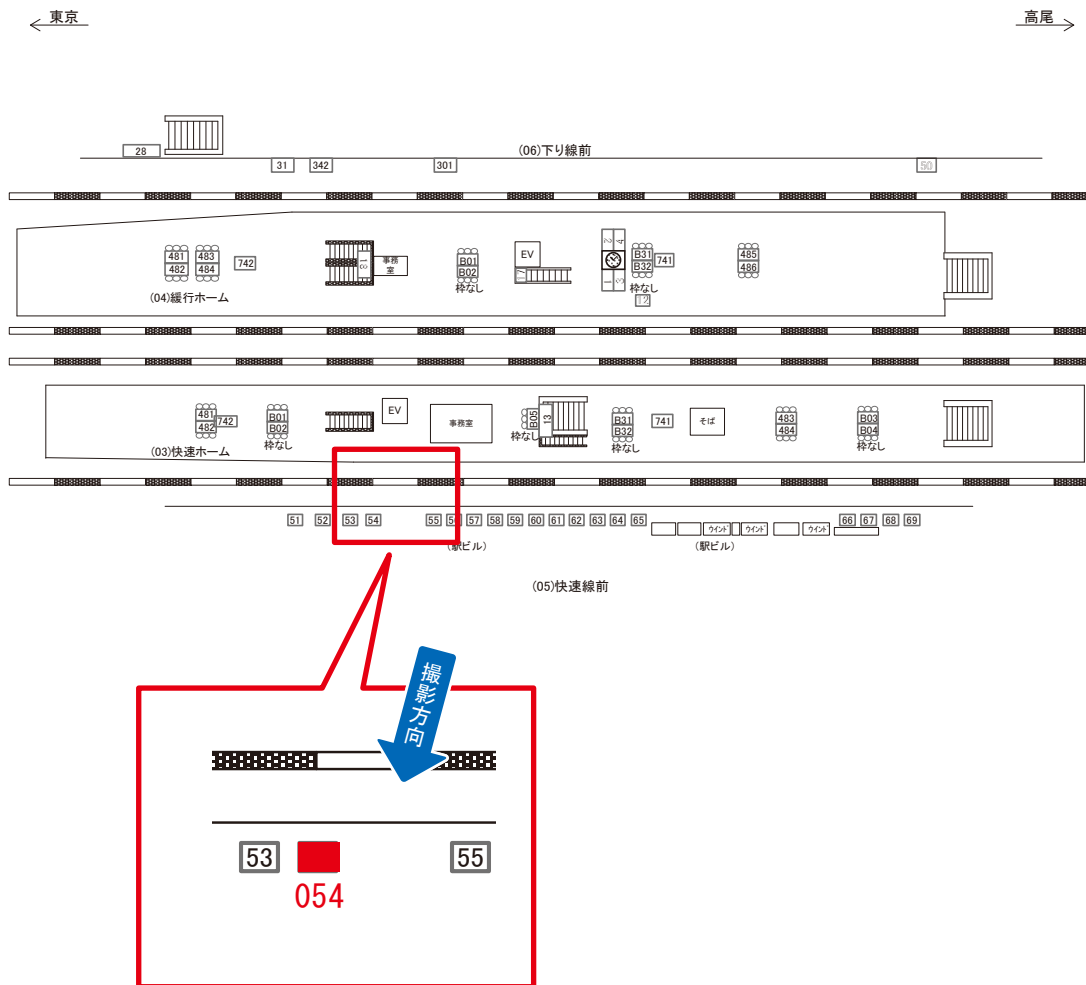 東京
高尾
28
(06)下り線前
31
342
301
50
481
482
483
484
742
13
事務
室
B01
B02
枠なし
EV
17
2
4
1
3
B31
B32
741
枠なし
12
485
486
(04)緩行ホーム
481
482
742
B01
B02
枠なし
EV
事務室
B05
13
枠なし
B31
B32
枠なし
741
そば
483
484
B03
B04
枠なし
(03)快速ホーム
51
52
53
54
55
56
57
58
59
60
61
62
63
64
65
ウインド
ウインド
ウインド
66
67
68
69
(駅ビル)
(駅ビル)
(05)快速線前
撮影方向
53
55
054